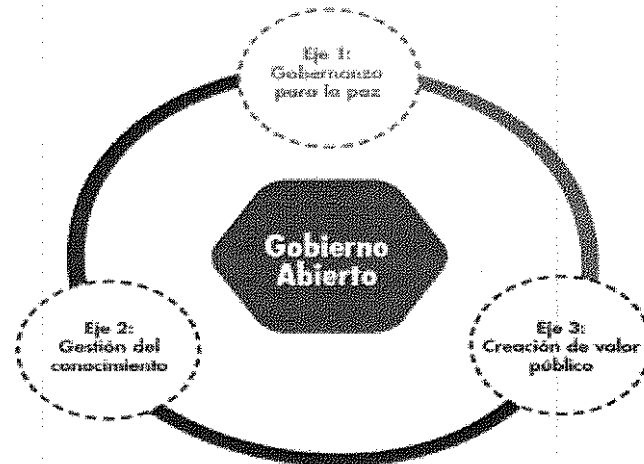 Eje 1:
Gobernanza
para la paz
Gobierno
Abierto
Eje 2:
Gestión del
conocimiento
Eje 3:
Creación de valor
público